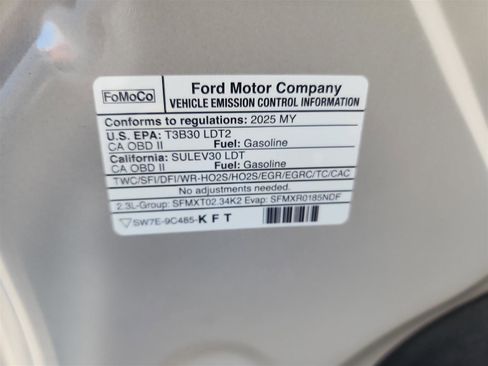 FoMoCo
Ford Motor Company
VEHICLE EMISSION CONTROL INFORMATION
Conforms to regulations: 2025 MY
U.S. EPA: T3B30 LDT2
CA OBD II Fuel: Gasoline
California: SULEV30 LDT
CA OBD II Fuel: Gasoline
TWC/SFI/DFI/WR-HO2S/HO2S/EGR/EGRC/TC/CAC
No adjustments needed.
2.3L-Group: SFMXT02.34K2 Evap: SFMXR0185NDF
SW7E-9C485-KFT